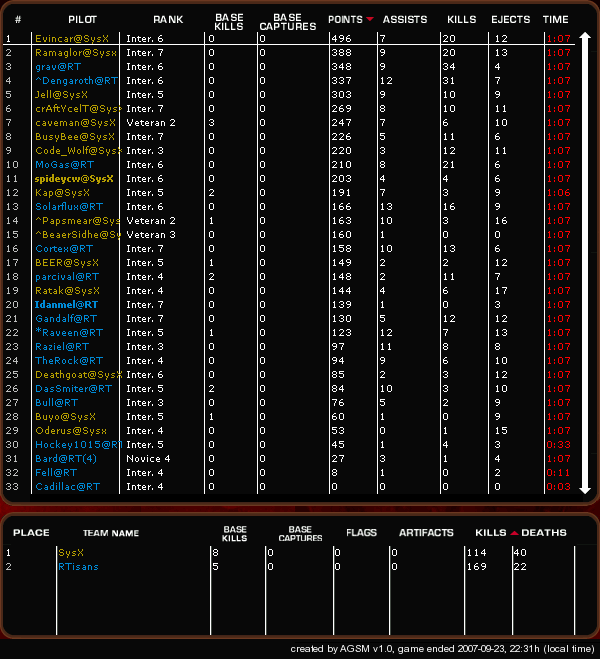 # PILOT RANK BASE KILLS BASE CAPTURES POINTS ASSISTS KILLS EJECTS TIME
1 Evincar@SysX Inter. 6 0 0 496 7 20 12 1:07
2 Ramaglor@SysX Inter. 7 0 0 388 9 20 13 1:07
3 grav@RT Inter. 6 0 0 348 9 34 4 1:07
4 ^Dengaroth@RT Inter. 6 0 0 337 12 31 7 1:07
5 Jell@SysX Inter. 5 0 0 303 9 10 9 1:07
6 crAftYcelT@Sys Inter. 7 0 0 269 8 10 11 1:07
7 caveman@SysX Veteran 2 3 0 247 7 6 10 1:07
8 BusyBee@SysX Inter. 7 0 0 226 5 11 6 1:07
9 Code_Wolf@SysX Inter. 3 0 0 220 3 12 11 1:07
10 MoGas@RT Inter. 6 0 0 210 8 21 6 1:07
11 spideycw@SysX Inter. 6 0 0 203 4 4 6 1:07
12 Kap@SysX Inter. 5 2 0 191 7 3 9 1:06
13 Solarflux@RT Inter. 6 0 0 166 13 16 9 1:07
14 ^Papsmear@Sys Veteran 2 1 0 163 10 3 16 1:07
15 ^BeaerSidhe@Sy Veteran 3 0 0 160 1 0 0 1:07
16 Cortex@RT Inter. 7 0 0 158 10 13 6 1:07
17 BEER@SysX Inter. 5 1 0 149 2 2 12 1:07
18 parcival@RT Inter. 4 2 0 148 2 11 7 1:07
19 Ratak@SysX Inter. 4 0 0 144 4 6 17 1:07
20 Idanmel@RT Inter. 7 0 0 139 1 0 3 1:07
21 Gandalf@RT Inter. 7 0 0 130 5 12 12 1:07
22 *Raveen@RT Inter. 5 1 0 123 12 7 13 1:07
23 Raziel@RT Inter. 3 0 0 97 11 8 8 1:07
24 TheRock@RT Inter. 4 0 0 94 9 6 10 1:07
25 Deathgoat@SysX Inter. 6 0 0 85 2 3 12 1:07
26 DasSmiter@RT Inter. 5 2 0 84 10 3 10 1:07
27 Bull@RT Inter. 3 0 0 76 5 2 9 1:07
28 Buyo@SysX Inter. 5 1 0 60 1 0 9 1:07
29 Oderus@SysX Inter. 4 0 0 53 0 1 15 1:07
30 Hockey1015@RT Inter. 5 0 0 45 1 4 3 0:33
31 Bard@RT(4) Novice 4 0 0 27 3 1 4 1:07
32 Fell@RT Inter. 4 0 0 8 1 0 2 0:11
33 Cadillac@RT Inter. 4 0 0 0 0 0 0 0:03
PLACE TEAM NAME BASE KILLS BASE CAPTURES FLAGS ARTIFACTS KILLS DEATHS
1 SysX 8 0 0 0 114 40
2 RTisans 5 0 0 0 169 22
created by AGSM v1.0, game ended 2007-09-23, 22:31h (local time)